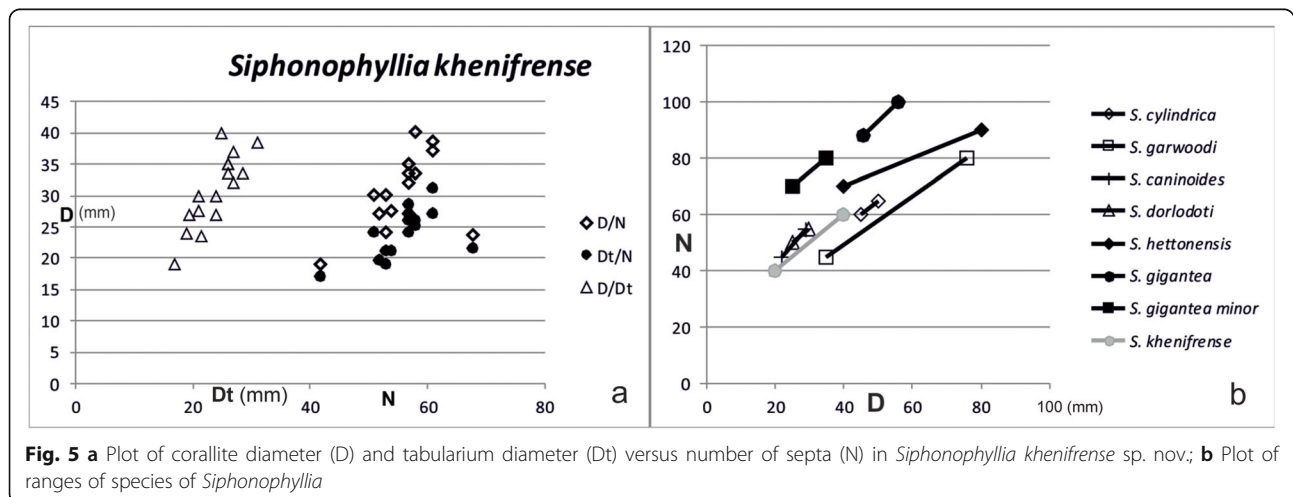 Siphonophyllia khenifrense
45
40
35
30
25
20
15
10
5
0
D (mm)
0
20
40
60
80
Dt (mm)
N
D/N
Dt/N
D/Dt
a
120
100
80
60
40
20
0
N
0
20
40
60
80
100 (mm)
D
S. cylindrica
S. garwoodi
S. caninoides
S. dorlodoti
S. hettonensis
S. gigantea
S. gigantea minor
S. khenifrense
b
Fig. 5 a Plot of corallite diameter (D) and tabularium diameter (Dt) versus number of septa (N) in Siphonophyllia khenifrense sp. nov.; b Plot of
ranges of species of Siphonophyllia